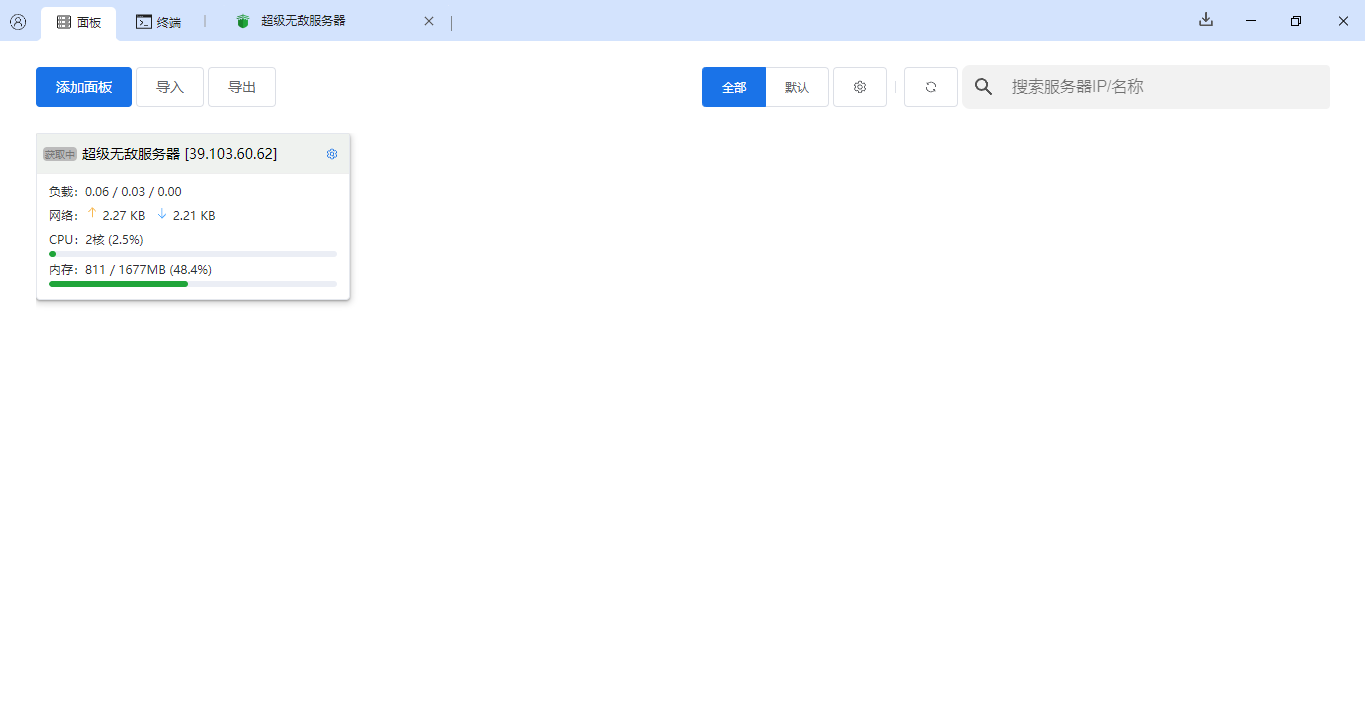 面板 终端 超级无敌服务器
添加面板 导入 导出 全部 默认 搜索服务器IP/名称
获取中 超级无敌服务器 [39.103.60.62]
负载：0.06 / 0.03 / 0.00
网络：2.27 KB 2.21 KB
CPU：2核 (2.5%)
内存：811 / 1677MB (48.4%)